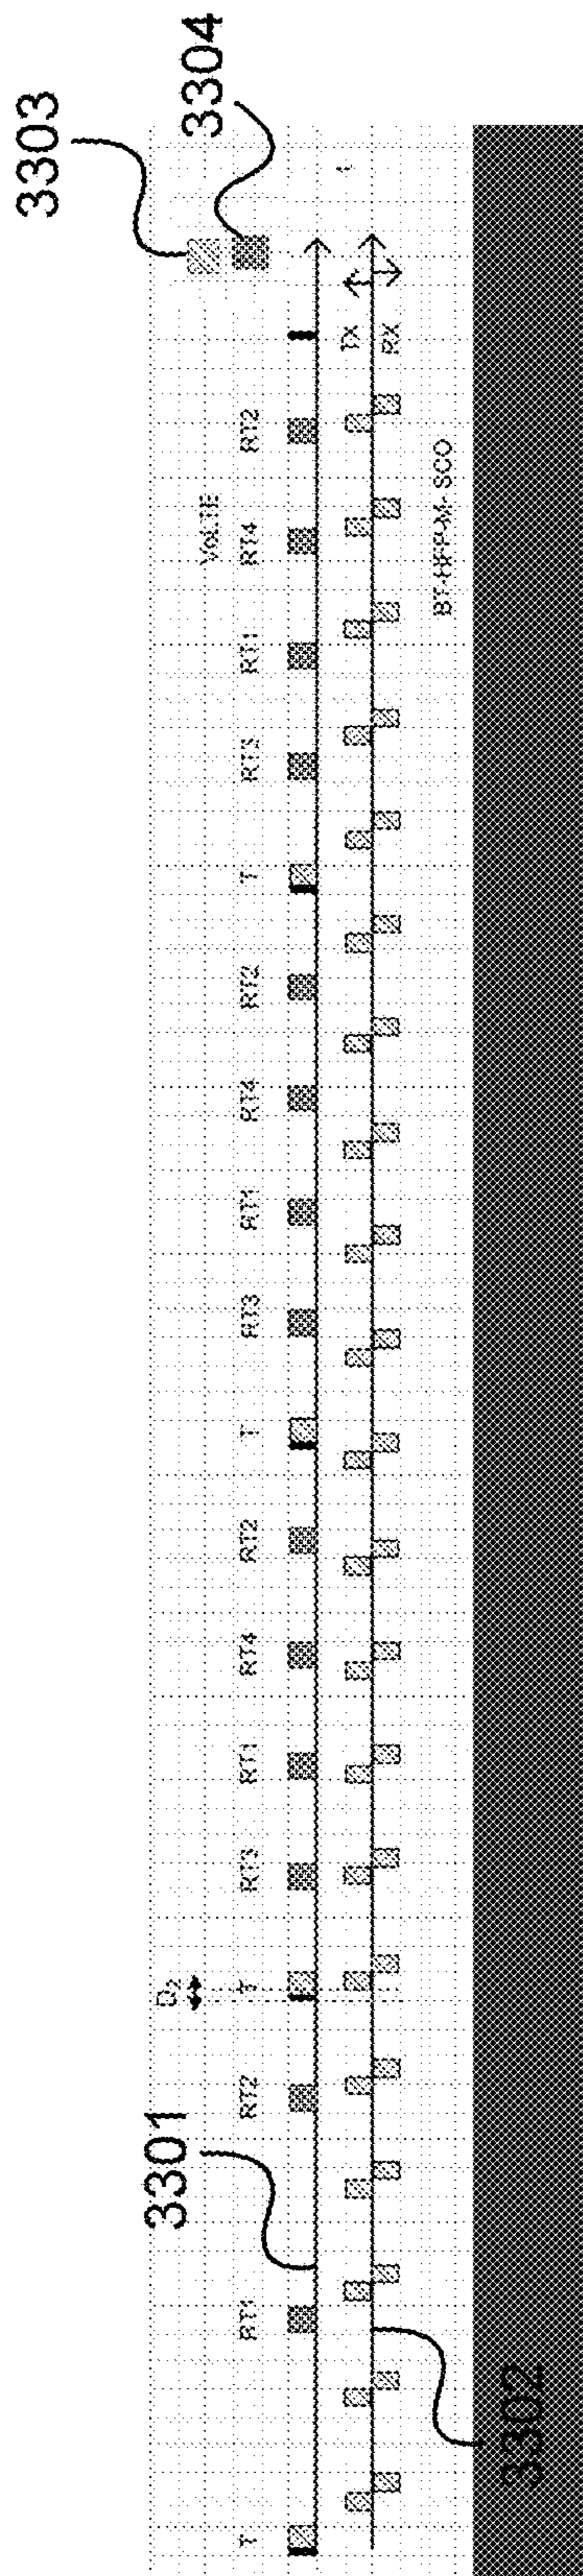 3303
3304
3301
D2
VoLTE
T RT1 RT2 T RT3 RT1 RT4 RT2 T RT3 RT1 RT4 RT2 T RT3 RT1 RT4 RT2
TX
RX
t
BT-HFP-M- SCO
3302